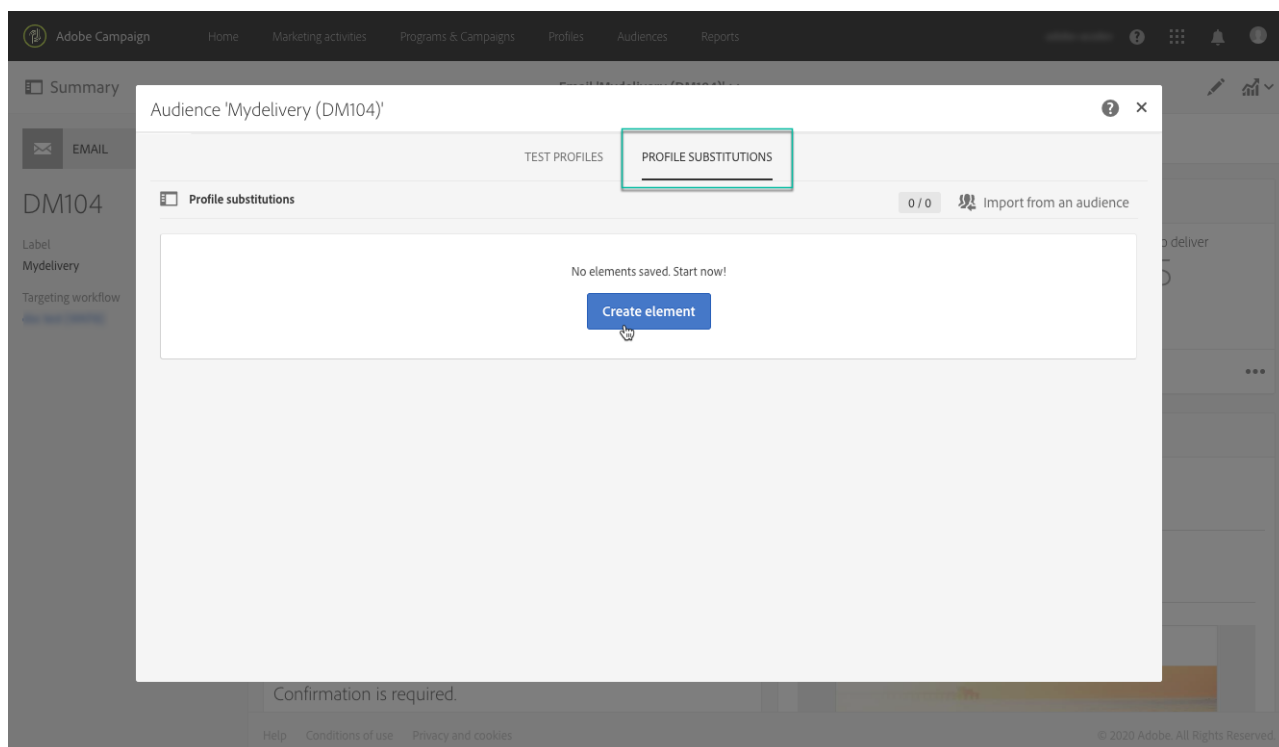 Adobe Campaign Home Marketing activities Programs & Campaigns Profiles Audiences Reports
Summary
Audience 'Mydelivery (DM104)'
EMAIL
TEST PROFILES PROFILE SUBSTITUTIONS
DM104
Profile substitutions 0 / 0 Import from an audience
Label
Mydelivery
deliver
No elements saved. Start now!
Targeting workflow
Create element
Confirmation is required.
Help Conditions of use Privacy and cookies © 2020 Adobe. All Rights Reserved.